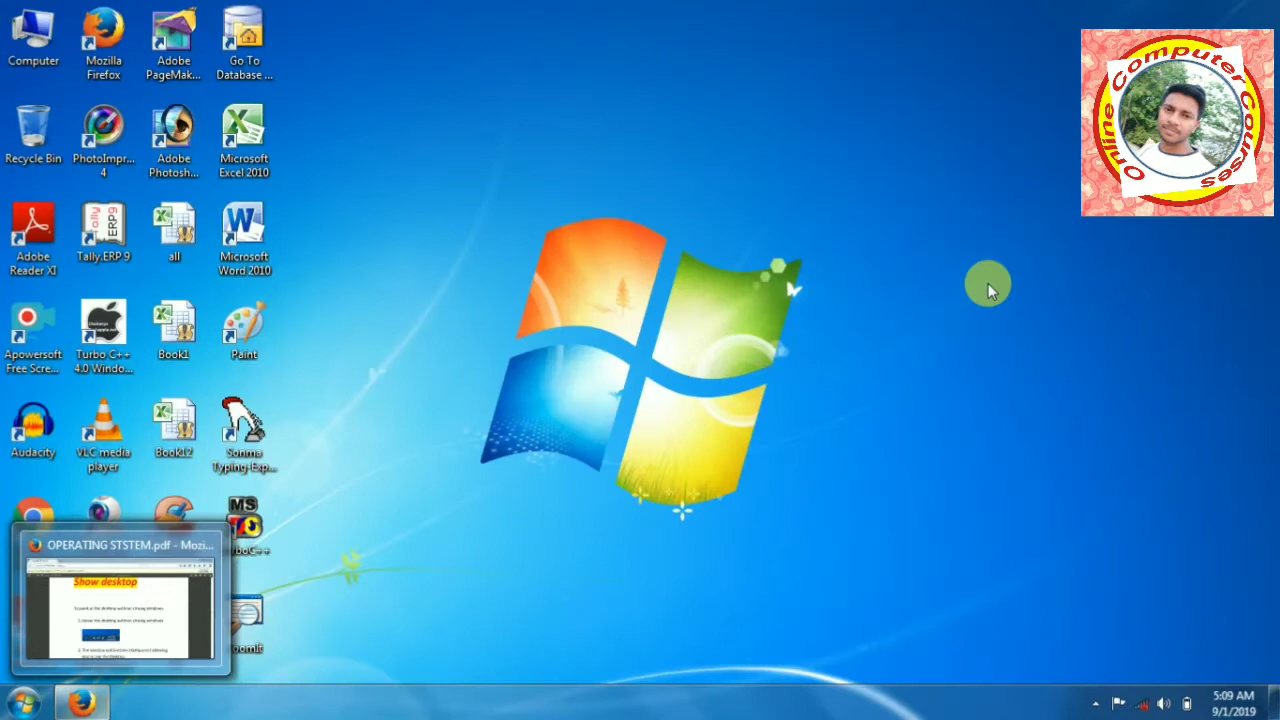 Computer
Mozilla
Firefox
Adobe
PageMak...
Go To
Database ...
Online Computer Courses
Recycle Bin
PhotoImpr...
4
Adobe
Photosh...
Microsoft
Excel 2010
Adobe
Reader XI
Tally.ERP 9
all
Microsoft
Word 2010
Apowersoft
Free Scre...
Turbo C++
4.0 Windo...
Book1
Paint
Audacity
VLC media
player
Book12
Sonma
Typing-Exp...
MS
OPERATING STSTEM.pdf - Mozi...
Show desktop
5:09 AM
9/1/2019